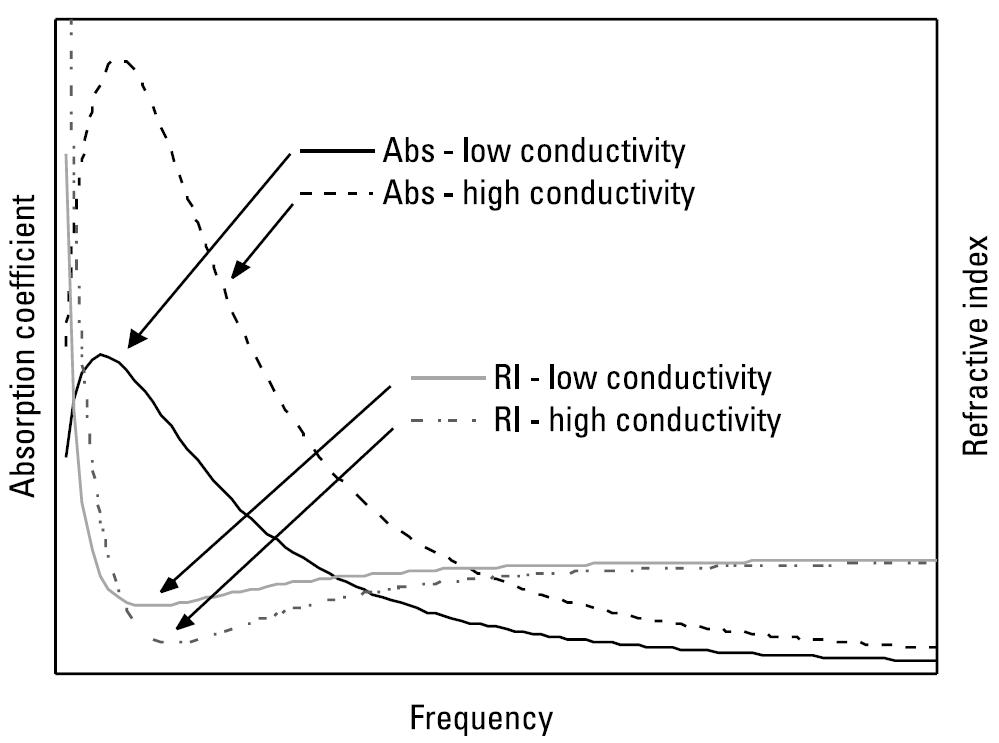 Abs - low conductivity
Abs - high conductivity
Absorption coefficient
Refractive index
RI - low conductivity
RI - high conductivity
Frequency